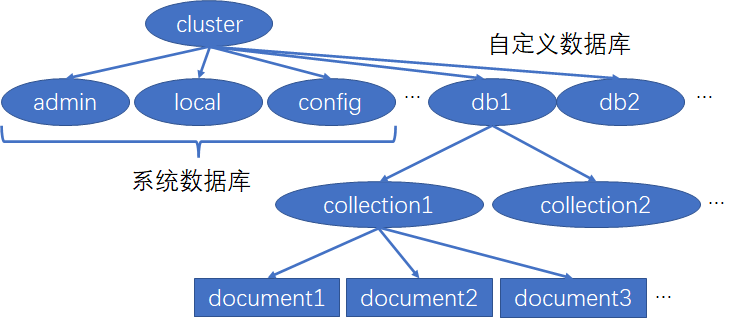 cluster
自定义数据库
admin
local
config
...
db1
db2
...
系统数据库
collection1
collection2
...
document1
document2
document3
...